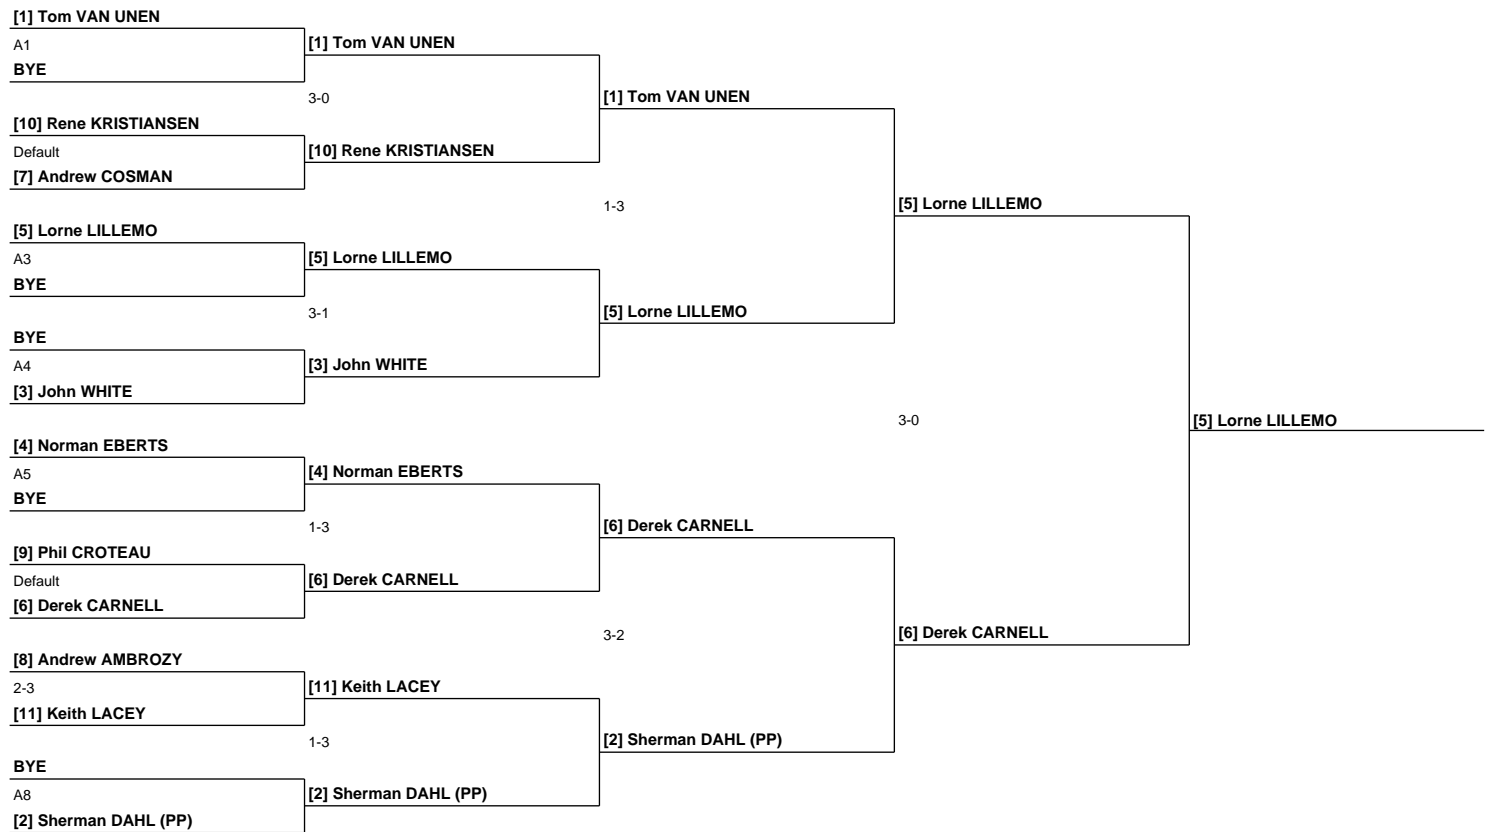 [1] Tom VAN UNEN
A1
[1] Tom VAN UNEN
BYE
3-0
[1] Tom VAN UNEN
[10] Rene KRISTIANSEN
Default
[10] Rene KRISTIANSEN
[7] Andrew COSMAN
1-3
[5] Lorne LILLEMO
[5] Lorne LILLEMO
A3
[5] Lorne LILLEMO
BYE
3-1
[5] Lorne LILLEMO
BYE
A4
[3] John WHITE
[3] John WHITE
3-0
[5] Lorne LILLEMO
[4] Norman EBERTS
A5
[4] Norman EBERTS
BYE
1-3
[6] Derek CARNELL
[9] Phil CROTEAU
Default
[6] Derek CARNELL
[6] Derek CARNELL
3-2
[6] Derek CARNELL
[8] Andrew AMBROZY
2-3
[11] Keith LACEY
[11] Keith LACEY
1-3
[2] Sherman DAHL (PP)
BYE
A8
[2] Sherman DAHL (PP)
[2] Sherman DAHL (PP)